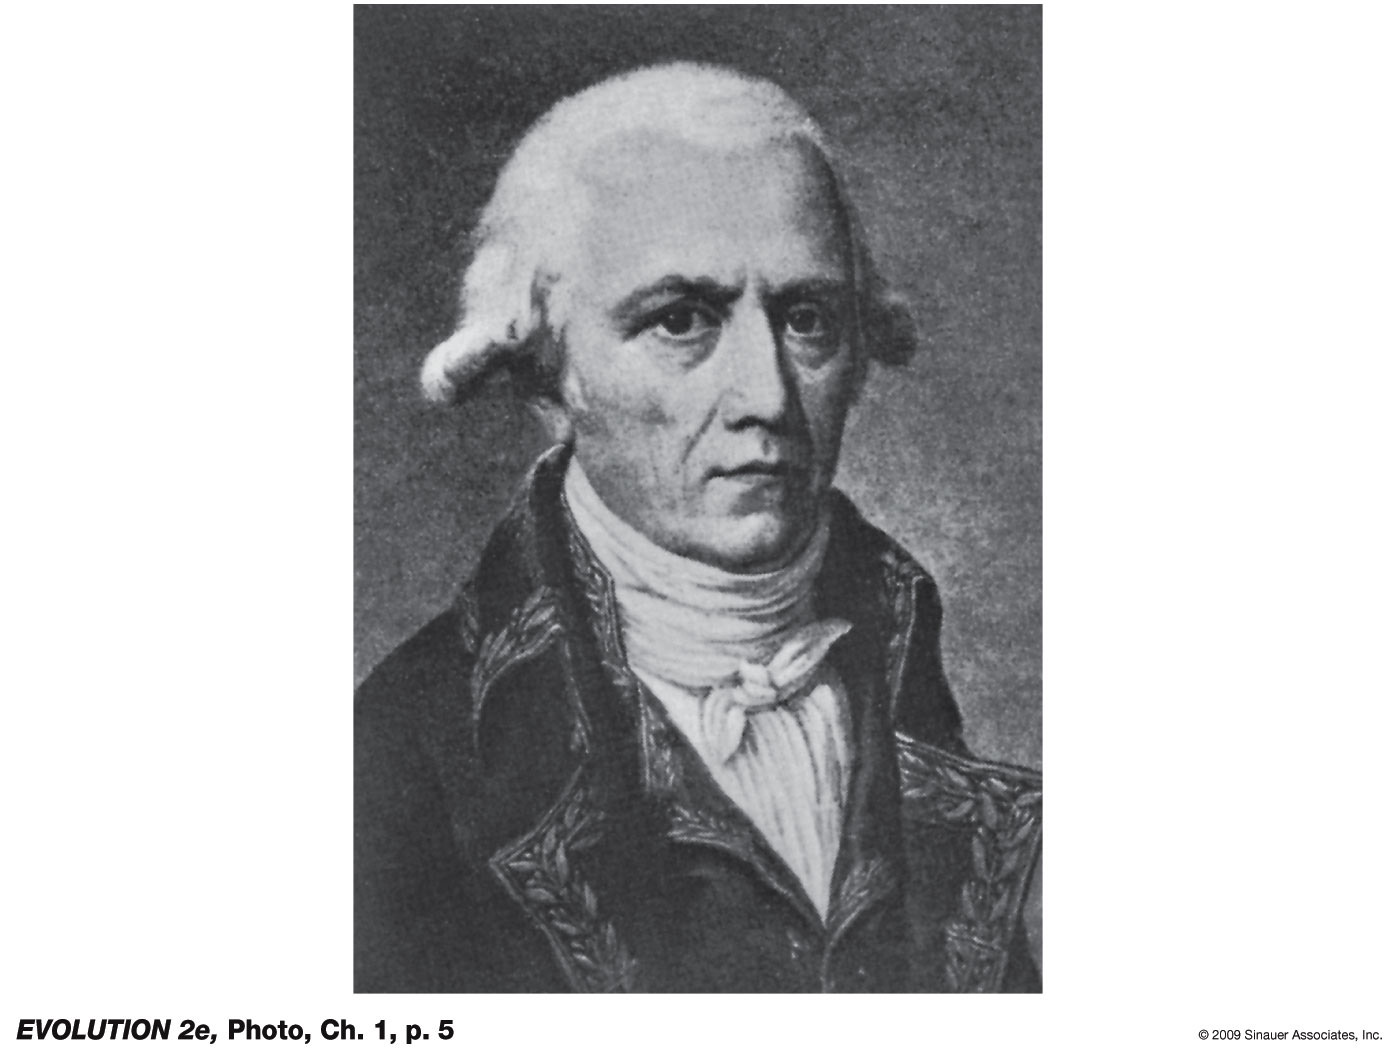 EVOLUTION 2e, Photo, Ch. 1, p. 5
© 2009 Sinauer Associates, Inc.